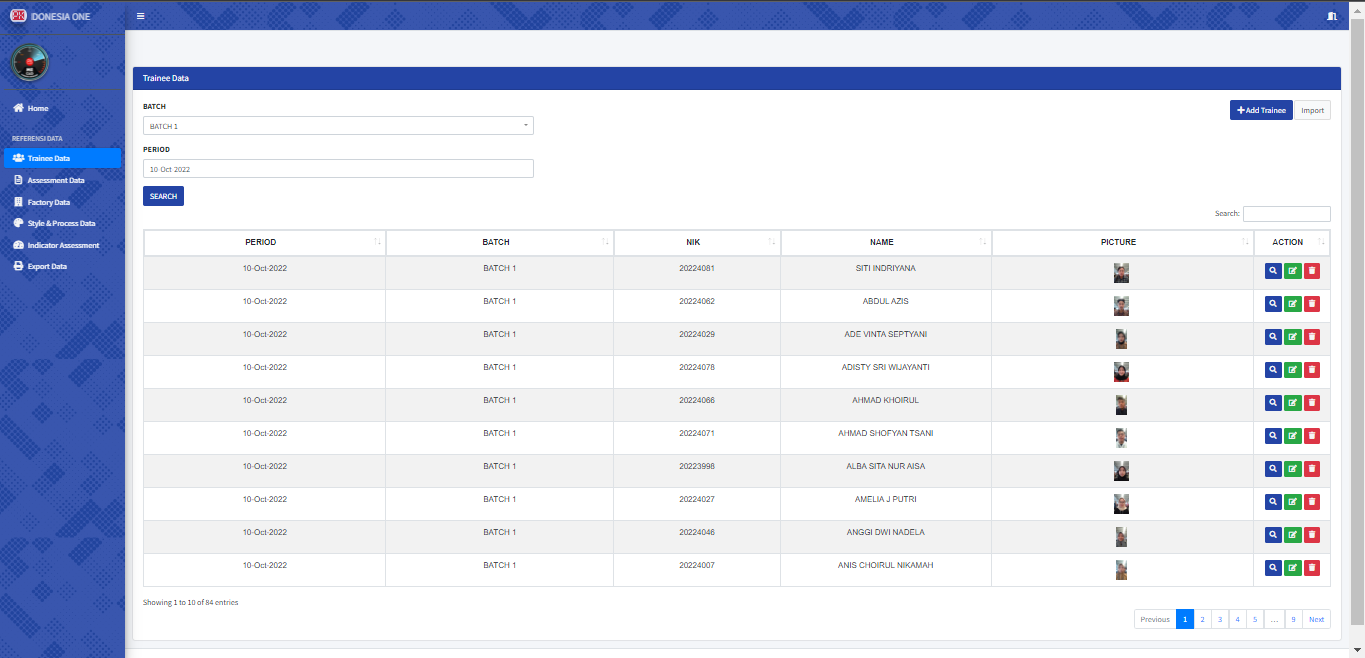 PK IDONESIA ONE
Home
REFERENSI DATA
Trainee Data
Assessment Data
Factory Data
Style & Process Data
Indicator Assessment
Export Data
Trainee Data
BATCH
BATCH 1
+Add Trainee Import
PERIOD
10-Oct-2022
SEARCH
Search:
PERIOD BATCH NIK NAME PICTURE ACTION
10-Oct-2022 BATCH 1 20224081 SITI INDRIYANA
10-Oct-2022 BATCH 1 20224062 ABDUL AZIS
10-Oct-2022 BATCH 1 20224029 ADE VINTA SEPTYANI
10-Oct-2022 BATCH 1 20224078 ADISTY SRI WIJAYANTI
10-Oct-2022 BATCH 1 20224066 AHMAD KHOIRUL
10-Oct-2022 BATCH 1 20224071 AHMAD SHOFYAN TSANI
10-Oct-2022 BATCH 1 20223998 ALBA SITA NUR AISA
10-Oct-2022 BATCH 1 20224027 AMELIA J PUTRI
10-Oct-2022 BATCH 1 20224046 ANGGI DWI NADELA
10-Oct-2022 BATCH 1 20224007 ANIS CHOIRUL NIKAMAH
Showing 1 to 10 of 84 entries
Previous 1 2 3 4 5 … 9 Next